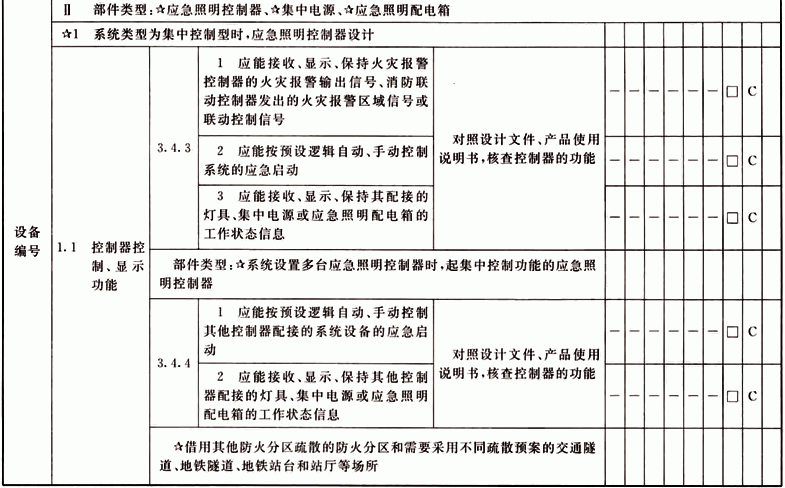 Ⅱ 部件类型:☆应急照明控制器、☆集中电源、☆应急照明配电箱
☆1 系统类型为集中控制型时,应急照明控制器设计
设备
编号
1.1 控制器控
制、显示
功能
3.4.3
1 应能接收、显示、保持火灾报警
控制器的火灾报警输出信号、消防联
动控制器发出的火灾报警区域信号或
联动控制信号
对照设计文件、产品使用
说明书,核查控制器的功能
— — — — — — □ C
2 应能按预设逻辑自动、手动控制
系统的应急启动
— — — — — — □ C
3 应能接收、显示、保持其配接的
灯具、集中电源或应急照明配电箱的
工作状态信息
— — — — — — □ C
部件类型:☆系统设置多台应急照明控制器时,起集中控制功能的应急照
明控制器
3.4.4
1 应能按预设逻辑自动、手动控制
其他控制器配接的系统设备的应急启
动
对照设计文件、产品使用
说明书,核查控制器的功能
— — — — — — □ C
2 应能接收、显示、保持其他控制
器配接的灯具、集中电源或应急照明
配电箱的工作状态信息
— — — — — — □ C
☆借用其他防火分区疏散的防火分区和需要采用不同疏散预案的交通隧
道、地铁隧道、地铁站台和站厅等场所